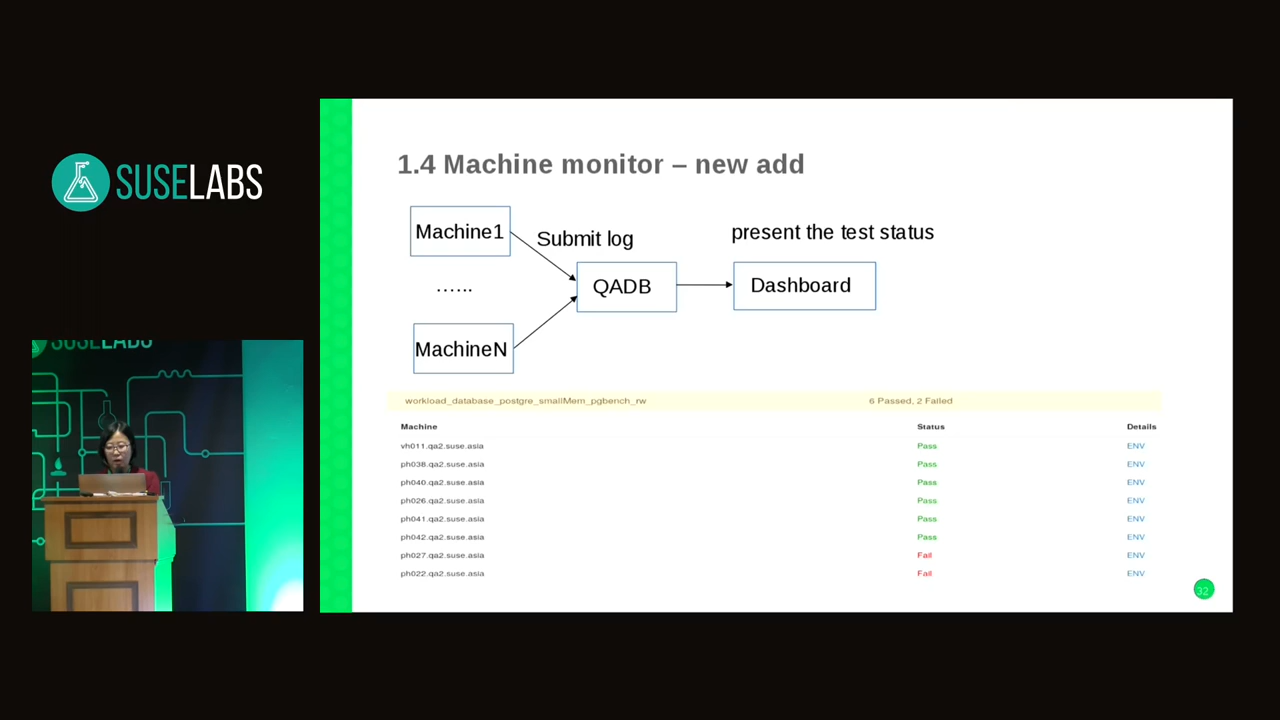 SUSELABS
SUSELABS
1.4 Machine monitor – new add
Machine1
Submit log
present the test status
......
QADB
Dashboard
MachineN
workload_database_postgre_smallMem_pgbench_rw 6 Passed, 2 Failed
Machine Status Details
vh011.qa2.suse.asia Pass ENV
ph038.qa2.suse.asia Pass ENV
ph040.qa2.suse.asia Pass ENV
ph026.qa2.suse.asia Pass ENV
ph041.qa2.suse.asia Pass ENV
ph042.qa2.suse.asia Pass ENV
ph027.qa2.suse.asia Fail ENV
ph022.qa2.suse.asia Fail ENV
32